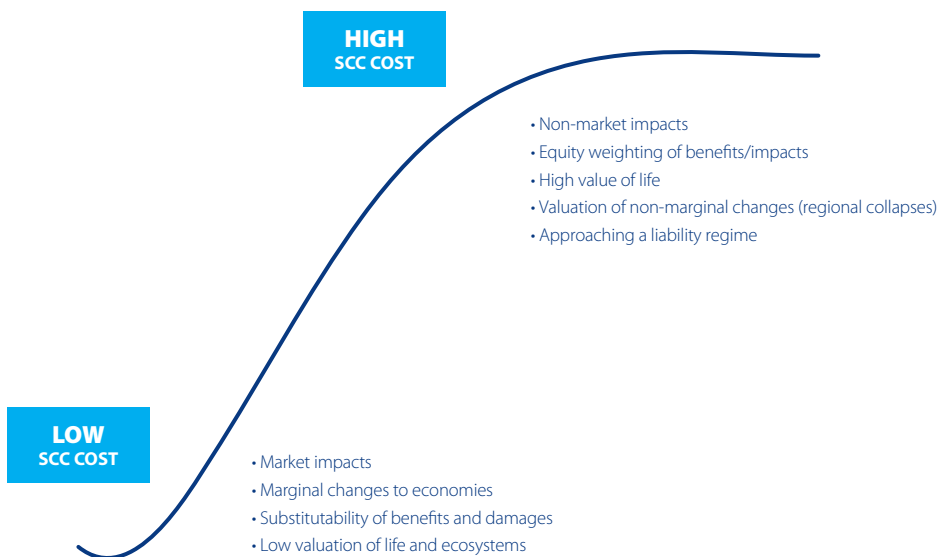 HIGH
SCC COST
• Non-market impacts
• Equity weighting of benefits/impacts
• High value of life
• Valuation of non-marginal changes (regional collapses)
• Approaching a liability regime
LOW
SCC COST
• Market impacts
• Marginal changes to economies
• Substitutability of benefits and damages
• Low valuation of life and ecosystems